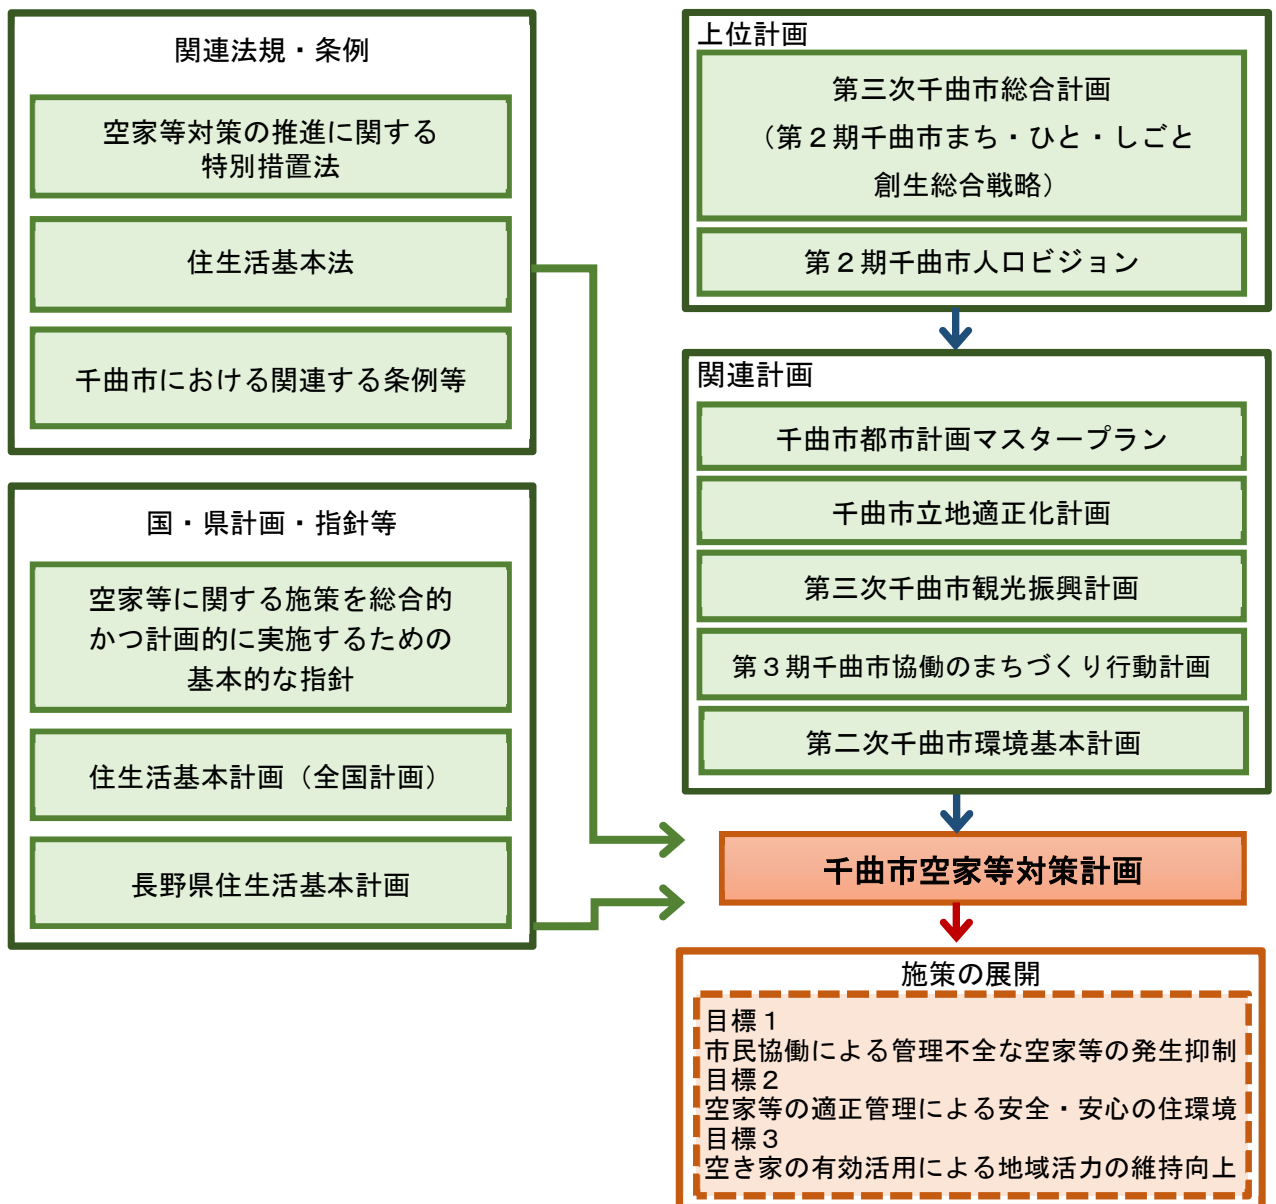 関連法規・条例
空家等対策の推進に関する
特別措置法
住生活基本法
千曲市における関連する条例等
国・県計画・指針等
空家等に関する施策を総合的
かつ計画的に実施するための
基本的な指針
住生活基本計画（全国計画）
長野県住生活基本計画
上位計画
第三次千曲市総合計画
（第２期千曲市まち・ひと・しごと
創生総合戦略）
第２期千曲市人口ビジョン
関連計画
千曲市都市計画マスタープラン
千曲市立地適正化計画
第三次千曲市観光振興計画
第３期千曲市協働のまちづくり行動計画
第二次千曲市環境基本計画
千曲市空家等対策計画
施策の展開
目標１
市民協働による管理不全な空家等の発生抑制
目標２
空家等の適正管理による安全・安心の住環境
目標３
空き家の有効活用による地域活力の維持向上